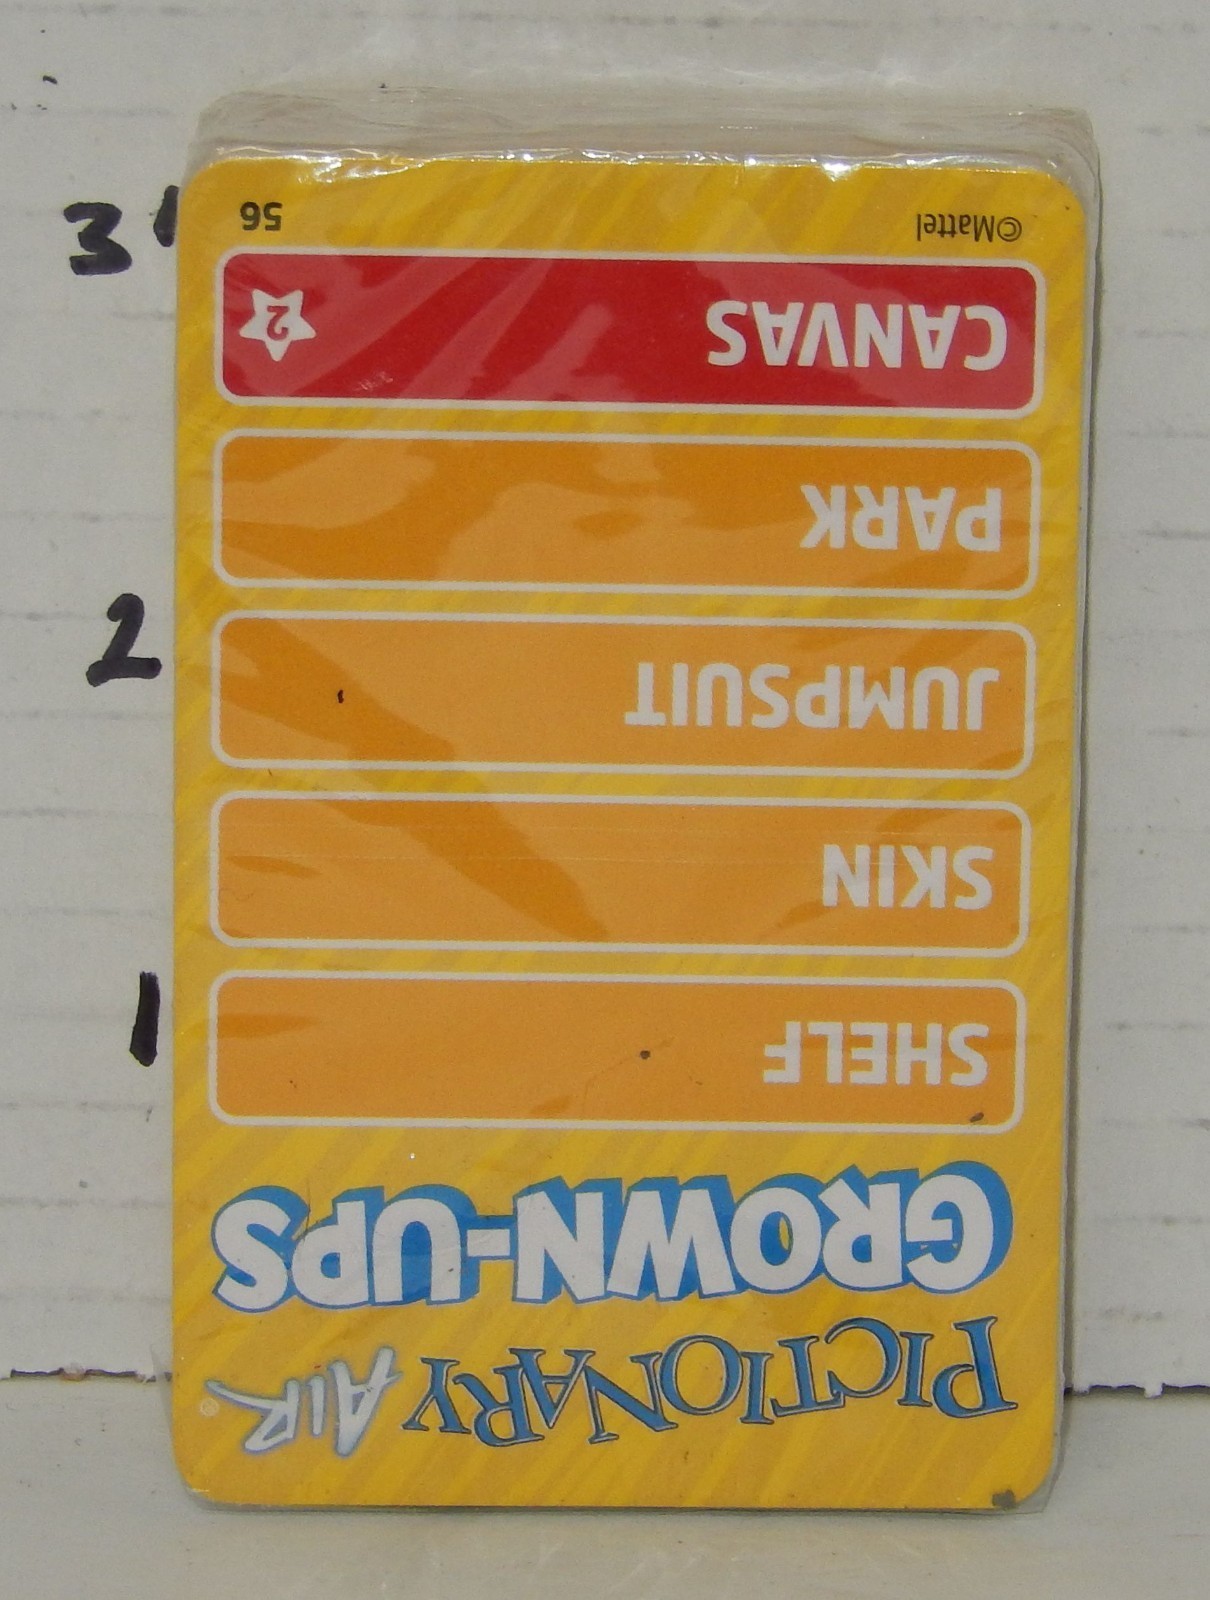 PICTIONARY AIR®
GROWN-UPS
SHELF
SKIN
JUMPSUIT
PARK
CANVAS 2
©Mattel 56
3"
2
1